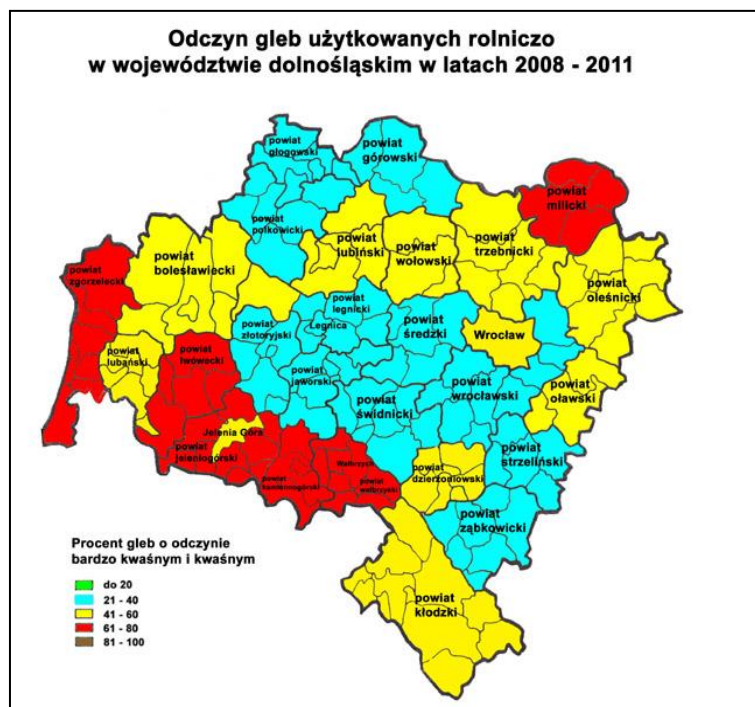 Odczyn gleb użytkowanych rolniczo
w województwie dolnośląskim w latach 2008 - 2011
powiat
głogowski
powiat
górowski
powiat
milicki
powiat
polkowicki
powiat
lubiński
powiat
wołowski
powiat
trzebnicki
powiat
oleśnicki
powiat
bolesławiecki
powiat
zgorzelecki
powiat
legnicki
Legnica
powiat
złotoryjski
powiat
średzki
Wrocław
powiat
lubański
powiat
lwówecki
powiat
jaworski
powiat
świdnicki
powiat
wrocławski
powiat
oławski
Jelenia Góra
powiat
jeleniogórski
powiat
strzeliński
powiat
dzierżoniowski
powiat
kamiennogórski
powiat
wałbrzyski
powiat
ząbkowicki
powiat
kłodzki
Procent gleb o odczynie
bardzo kwaśnym i kwaśnym
do 20
21 - 40
41 - 60
61 - 80
81 - 100